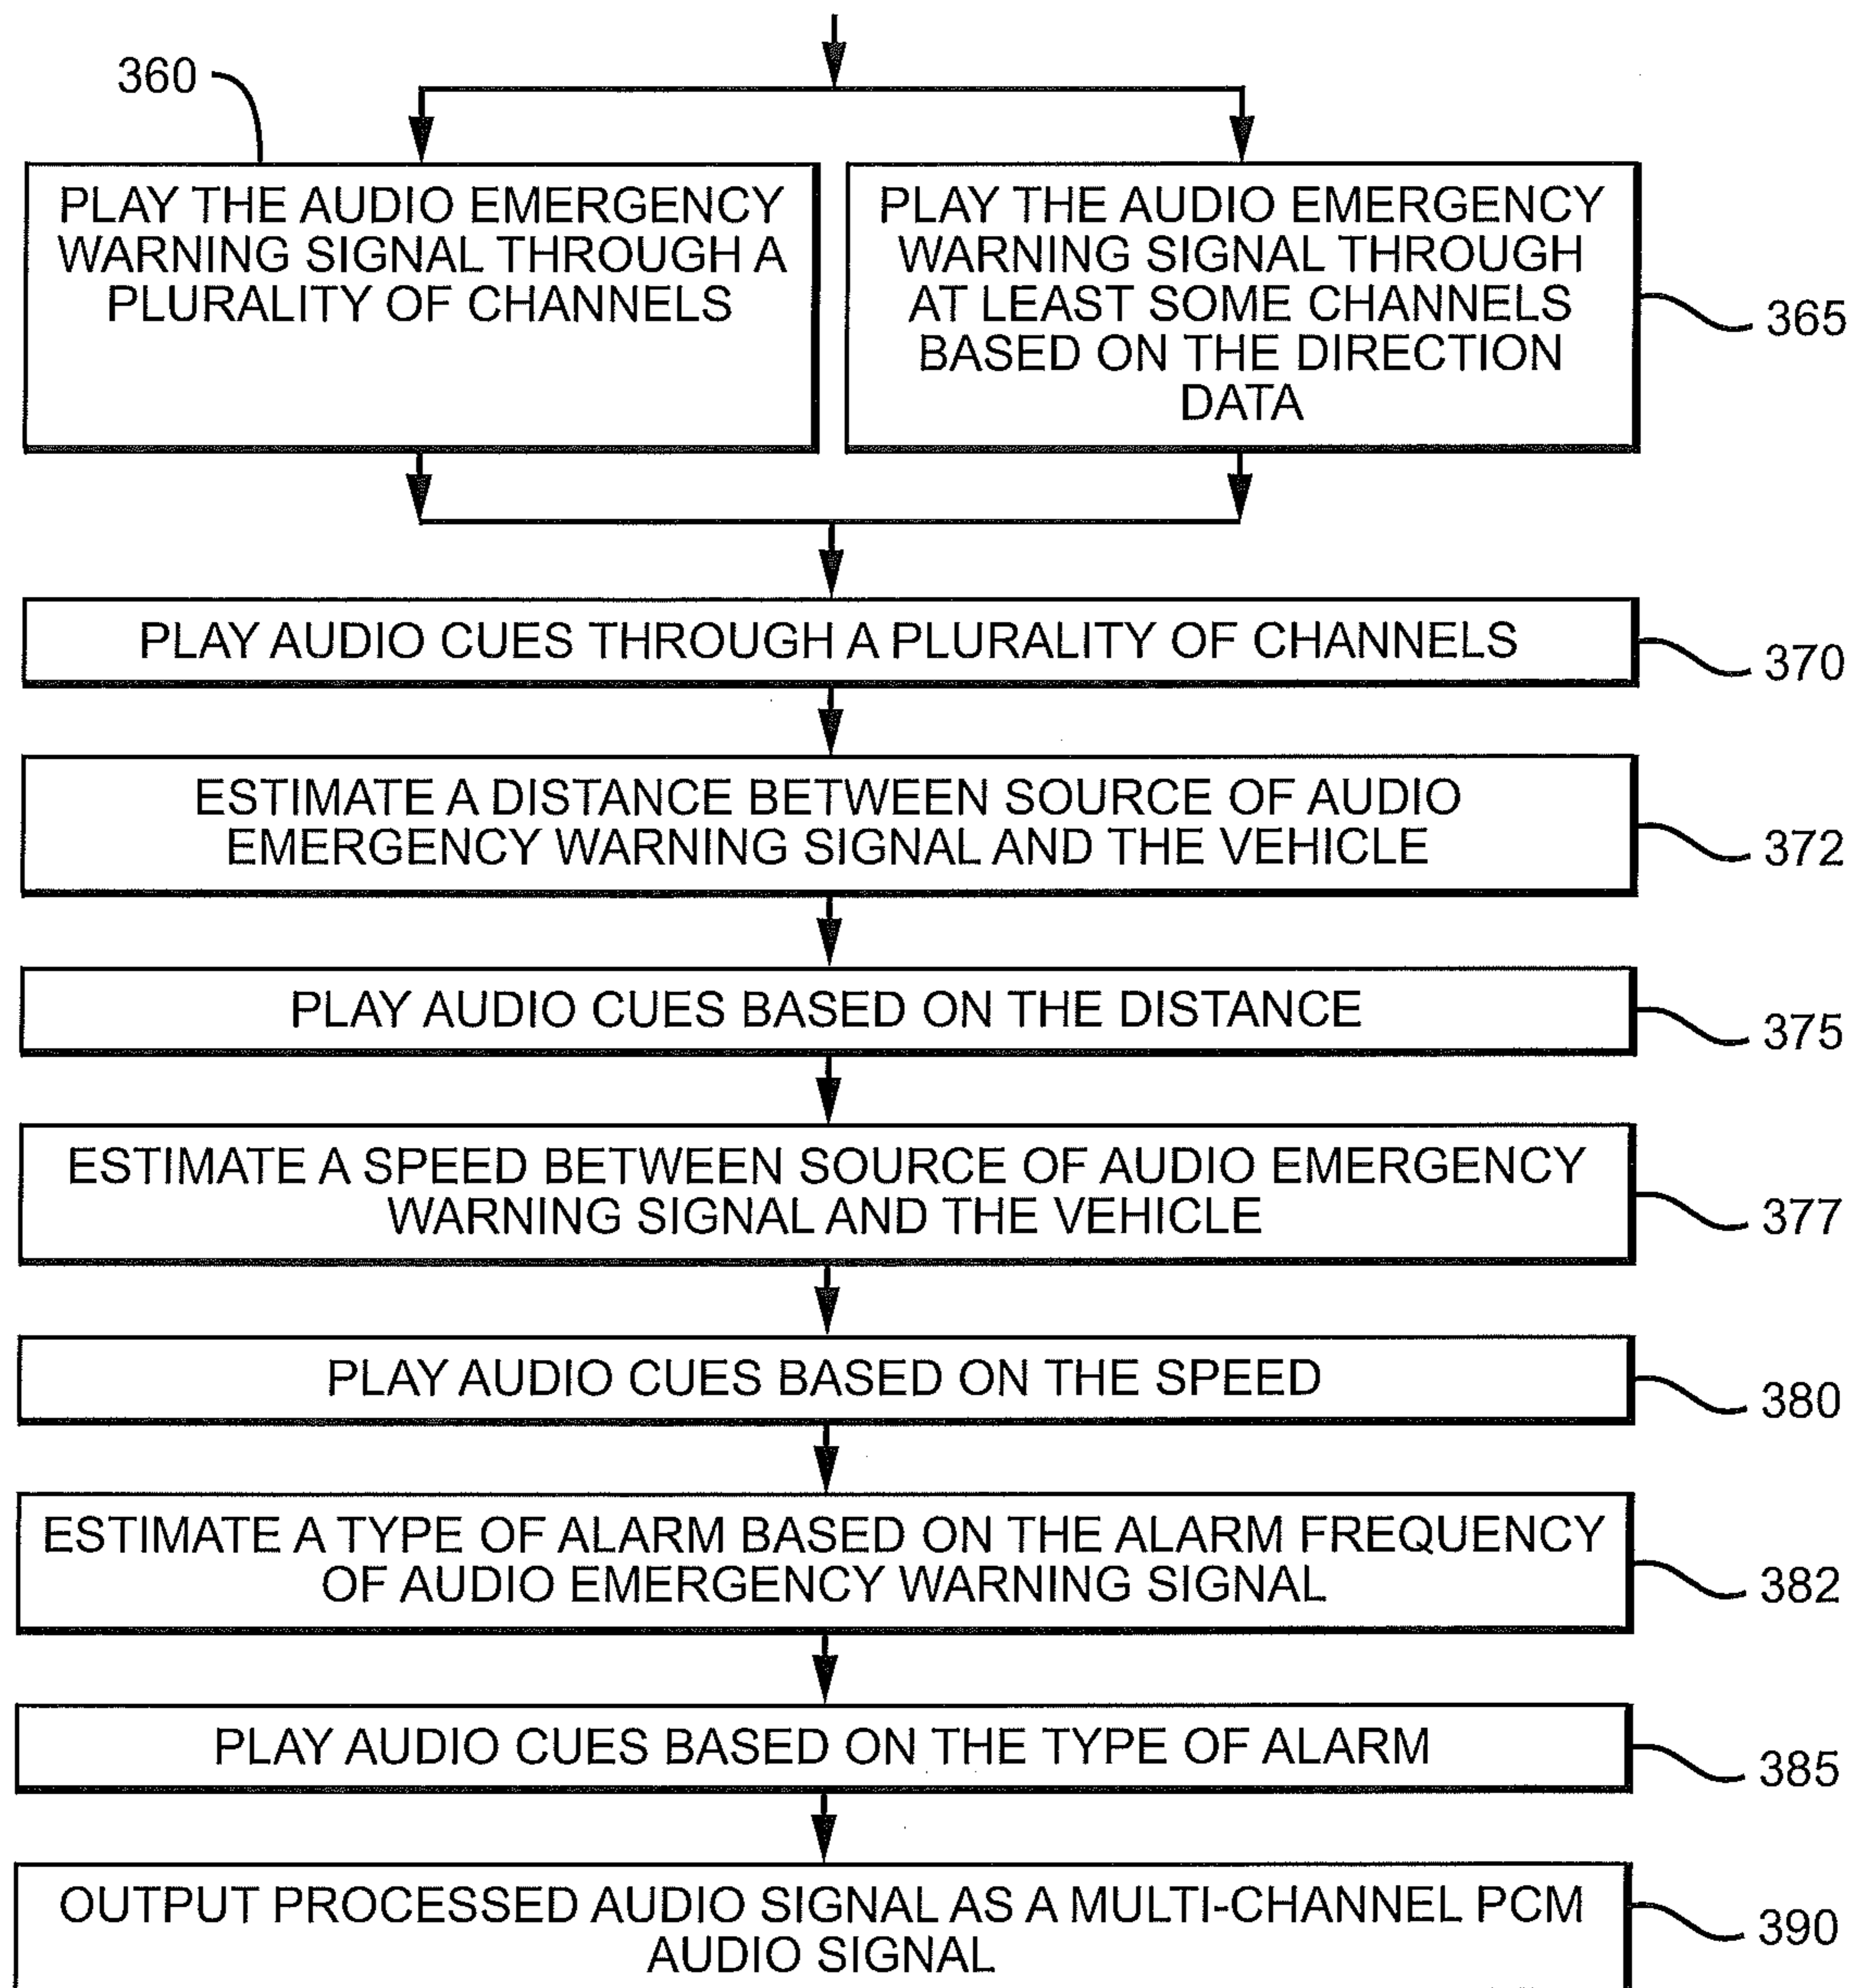 360
PLAY THE AUDIO EMERGENCY
WARNING SIGNAL THROUGH A
PLURALITY OF CHANNELS
PLAY THE AUDIO EMERGENCY
WARNING SIGNAL THROUGH
AT LEAST SOME CHANNELS
BASED ON THE DIRECTION
DATA
365
PLAY AUDIO CUES THROUGH A PLURALITY OF CHANNELS
370
ESTIMATE A DISTANCE BETWEEN SOURCE OF AUDIO
EMERGENCY WARNING SIGNAL AND THE VEHICLE
372
PLAY AUDIO CUES BASED ON THE DISTANCE
375
ESTIMATE A SPEED BETWEEN SOURCE OF AUDIO EMERGENCY
WARNING SIGNAL AND THE VEHICLE
377
PLAY AUDIO CUES BASED ON THE SPEED
380
ESTIMATE A TYPE OF ALARM BASED ON THE ALARM FREQUENCY
OF AUDIO EMERGENCY WARNING SIGNAL
382
PLAY AUDIO CUES BASED ON THE TYPE OF ALARM
385
OUTPUT PROCESSED AUDIO SIGNAL AS A MULTI-CHANNEL PCM
AUDIO SIGNAL
390